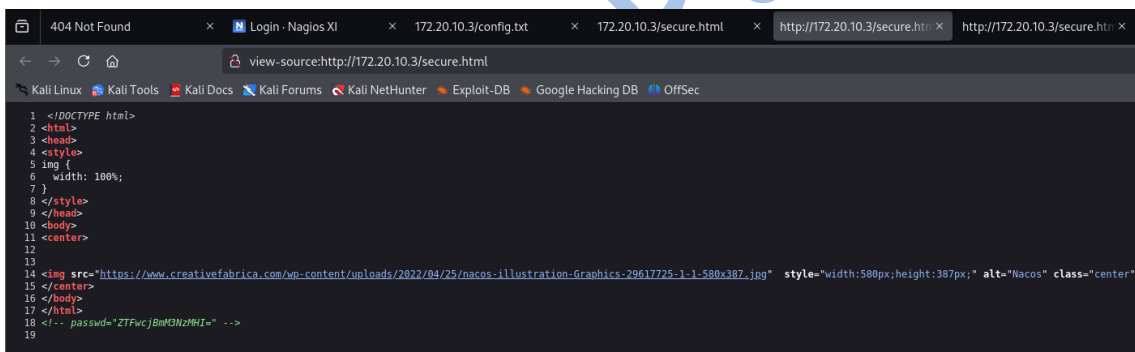 404 Not Found
Login · Nagios XI
172.20.10.3/config.txt
172.20.10.3/secure.html
http://172.20.10.3/secure.htm
http://172.20.10.3/secure.htm
view-source:http://172.20.10.3/secure.html
Kali Linux Kali Tools Kali Docs Kali Forums Kali NetHunter Exploit-DB Google Hacking DB OffSec
1 <!DOCTYPE html>
2 <html>
3 <head>
4 <style>
5 img {
6 width: 100%;
7 }
8 </style>
9 </head>
10 <body>
11 <center>
12
13
14 <img src="https://www.creativefabrica.com/wp-content/uploads/2022/04/25/nacos-illustration-Graphics-29617725-1-1-580x387.jpg" style="width:580px;height:387px;" alt="Nacos" class="center"
15 </center>
16 </body>
17 </html>
18 <!-- passwd="ZTFwcjBmM3NzMHI=" -->
19